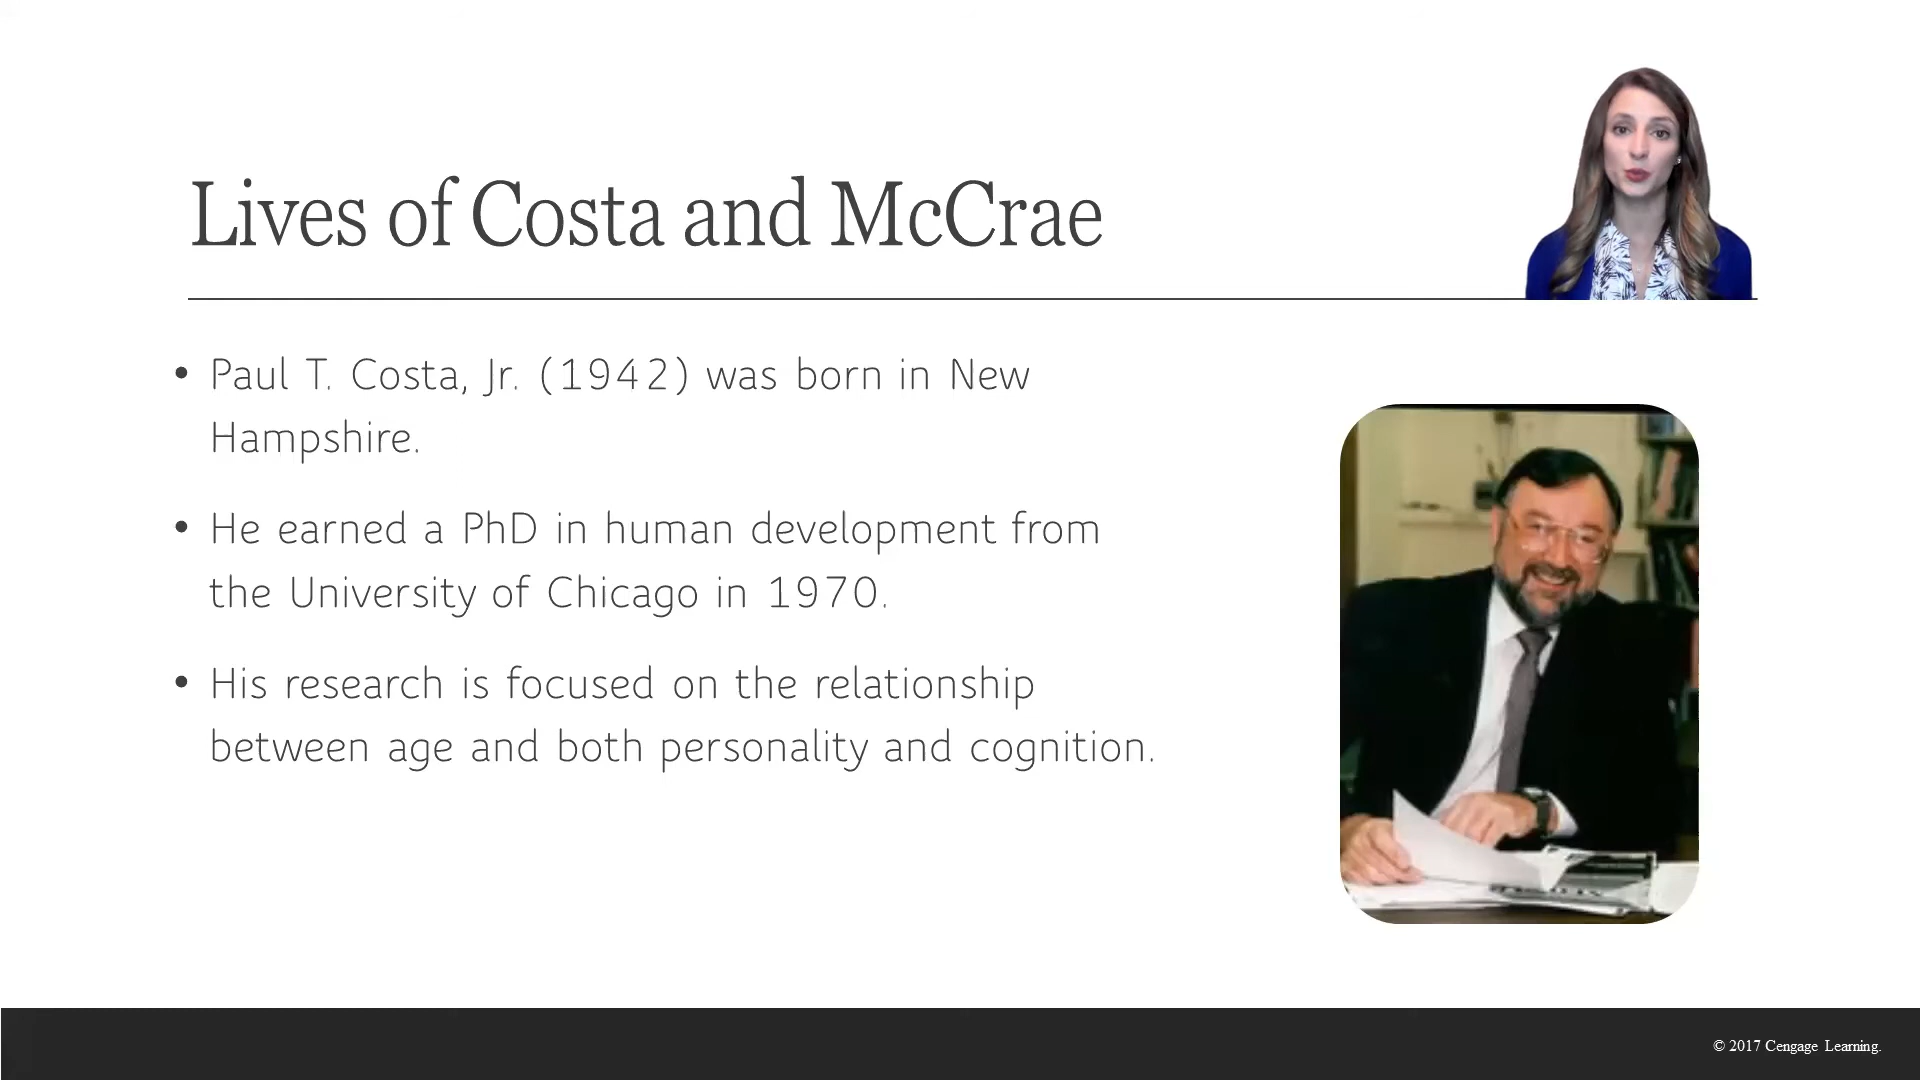 Lives of Costa and McCrae
• Paul T. Costa, Jr. (1942) was born in New
Hampshire.
• He earned a PhD in human development from
the University of Chicago in 1970.
• His research is focused on the relationship
between age and both personality and cognition.
© 2017 Cengage Learning.